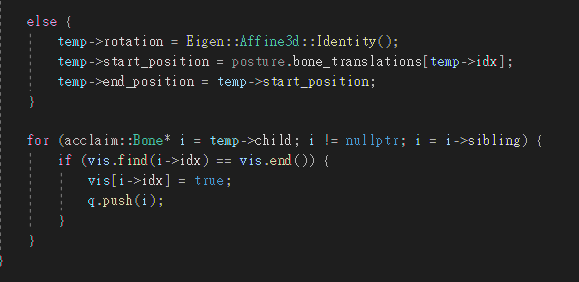 else {
temp->rotation = Eigen::Affine3d::Identity();
temp->start_position = posture.bone_translations[temp->idx];
temp->end_position = temp->start_position;
}
for (acclaim::Bone* i = temp->child; i != nullptr; i = i->sibling) {
if (vis.find(i->idx) == vis.end()) {
vis[i->idx] = true;
q.push(i);
}
}
}